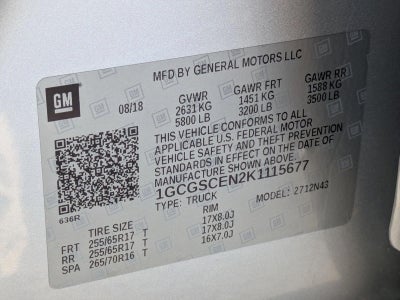 MFD BY GENERAL MOTORS LLC
GM
08/18 GVWR GAWR FRT GAWR RR
2631 KG 1451 KG 1588 KG
5800 LB 3200 LB 3500 LB
THIS VEHICLE CONFORMS TO ALL
APPLICABLE U.S. FEDERAL MOTOR
VEHICLE SAFETY AND THEFT PREVENTION
STANDARDS IN EFFECT ON THE DATE OF
MANUFACTURE SHOWN ABOVE.
1GCGSCEN2K1115677
TYPE: TRUCK MODEL: 2712N43
636R
TIRE SIZE RIM
FRT 255/65R17 T 17X8.0J
RR 255/65R17 T 17X8.0J
SPA 265/70R16 T 16X7.0J